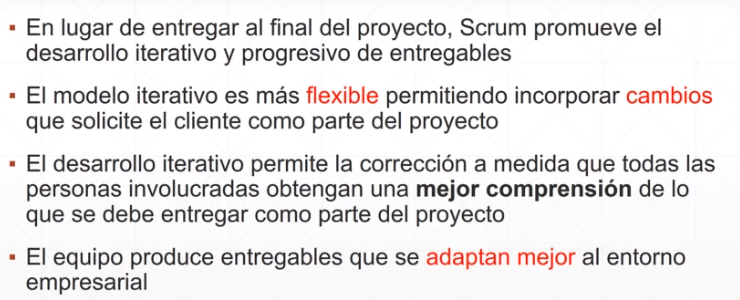 ▪ En lugar de entregar al final del proyecto, Scrum promueve el
desarrollo iterativo y progresivo de entregables
▪ El modelo iterativo es más flexible permitiendo incorporar cambios
que solicite el cliente como parte del proyecto
▪ El desarrollo iterativo permite la corrección a medida que todas las
personas involucradas obtengan una mejor comprensión de lo
que se debe entregar como parte del proyecto
▪ El equipo produce entregables que se adaptan mejor al entorno
empresarial